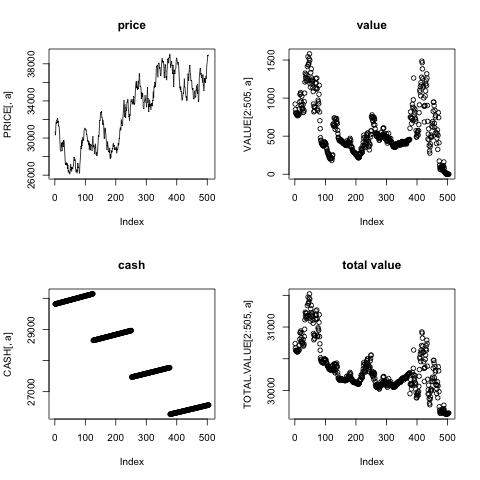 price
PRICE[, a]
26000 30000 34000 38000
0 100 200 300 400 500
Index
value
VALUE[2:505, a]
0 500 1000 1500
0 100 200 300 400 500
Index
cash
CASH[, a]
27000 29000
0 100 200 300 400 500
Index
total value
TOTAL.VALUE[2:505, a]
30000 31000
0 100 200 300 400 500
Index